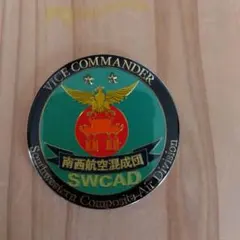 VICE COMMANDER
南西航空混成団
SWCAD
Southwestern Composite Air Division